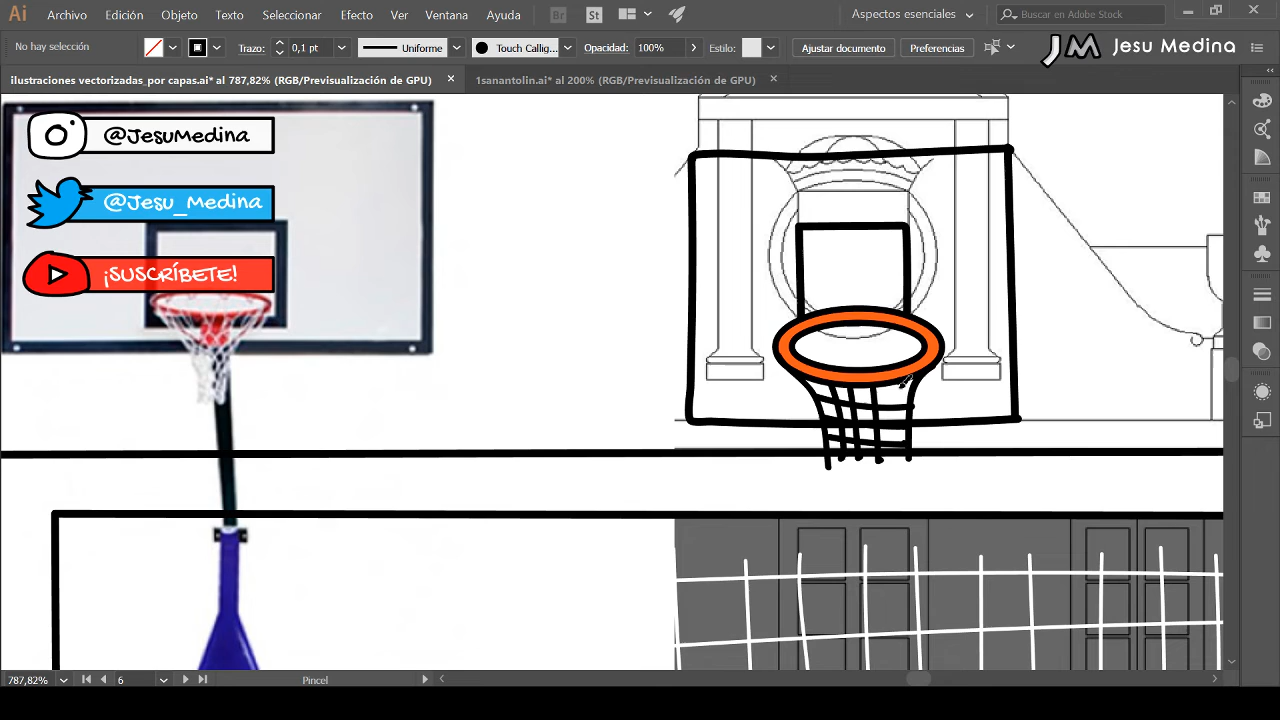 Ai
Archivo Edición Objeto Texto Seleccionar Efecto Ver Ventana Ayuda Br St Aspectos esenciales Buscar en Adobe Stock
No hay selección Trazo: 0,1 pt Uniforme Touch Callig... Opacidad: 100% Estilo: Ajustar documento Preferencias
JM Jesu Medina
ilustraciones vectorizadas_por capas.ai* al 787,82% (RGB/Previsualización de GPU) 1sanantolin.ai* al 200% (RGB/Previsualización de GPU)
@JesuMedina
@Jesu_Medina
¡SUSCRÍBETE!
787,82% 6 Pincel